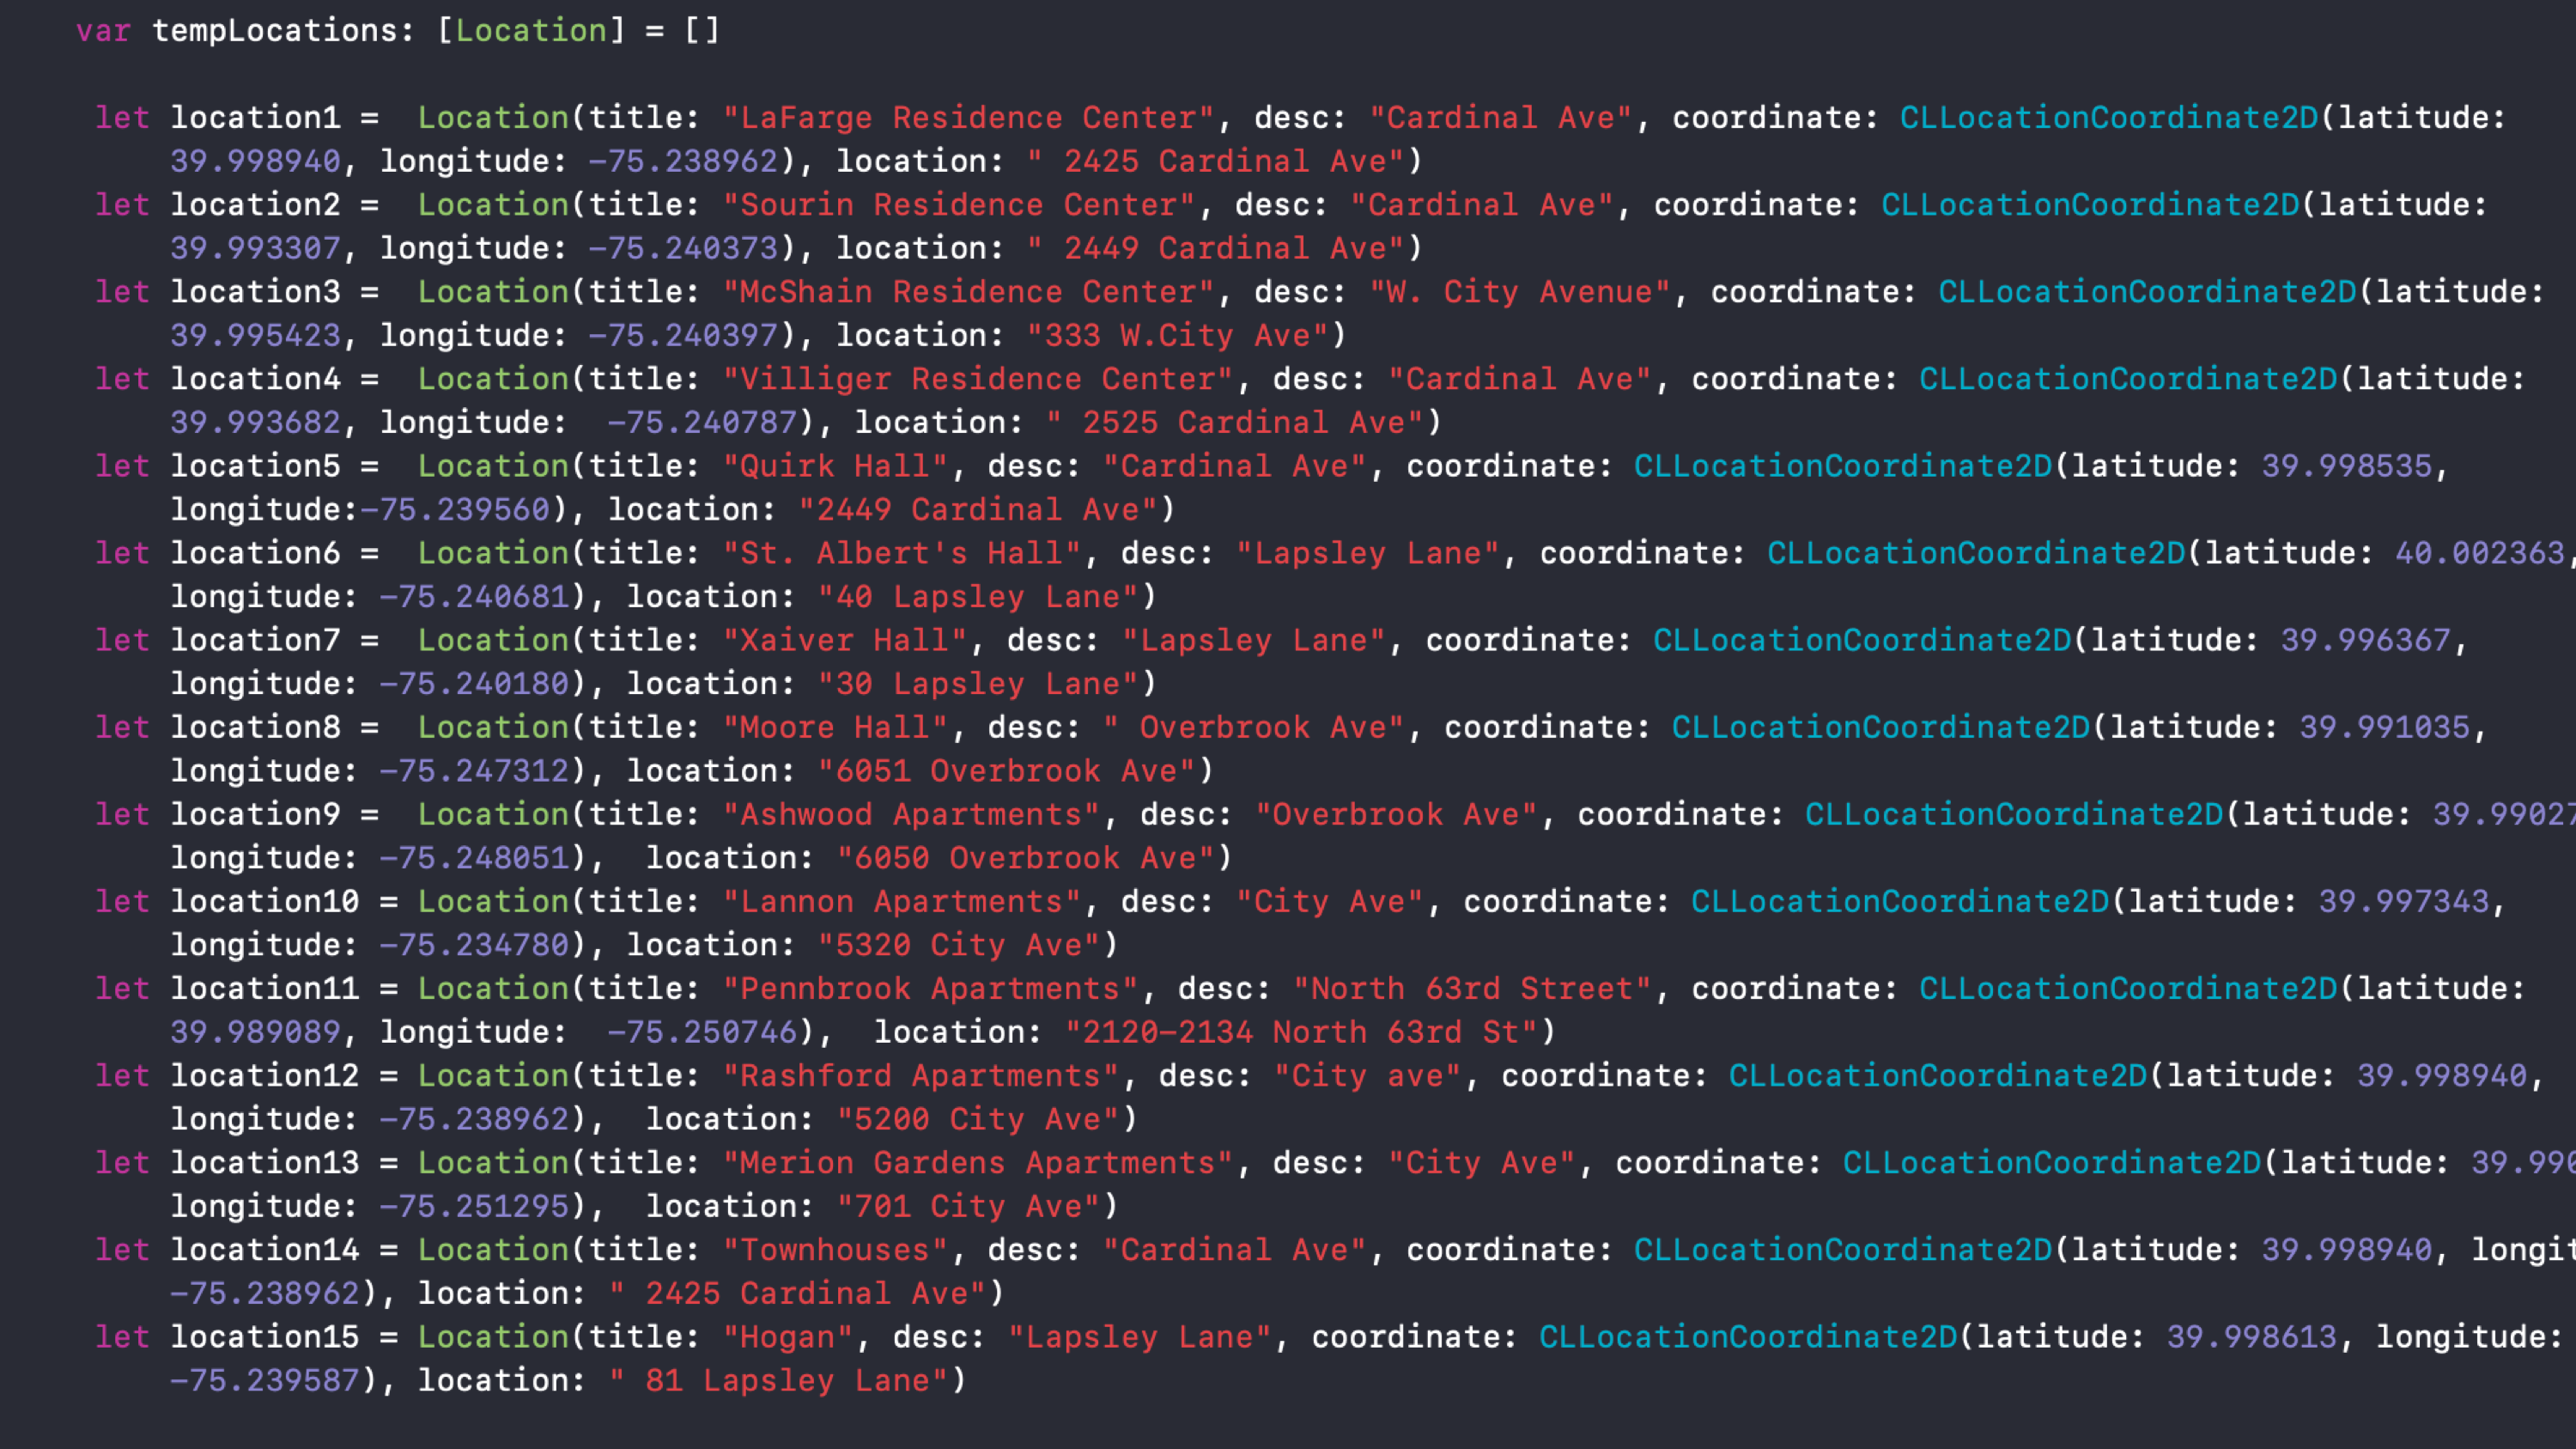 var tempLocations: [Location] = []
let location1 =  Location(title: "LaFarge Residence Center", desc: "Cardinal Ave", coordinate: CLLocationCoordinate2D(latitude:
39.998940, longitude: -75.238962), location: " 2425 Cardinal Ave")
let location2 =  Location(title: "Sourin Residence Center", desc: "Cardinal Ave", coordinate: CLLocationCoordinate2D(latitude:
39.993307, longitude: -75.240373), location: " 2449 Cardinal Ave")
let location3 =  Location(title: "McShain Residence Center", desc: "W. City Avenue", coordinate: CLLocationCoordinate2D(latitude:
39.995423, longitude: -75.240397), location: "333 W.City Ave")
let location4 =  Location(title: "Villiger Residence Center", desc: "Cardinal Ave", coordinate: CLLocationCoordinate2D(latitude:
39.993682, longitude:  -75.240787), location: " 2525 Cardinal Ave")
let location5 =  Location(title: "Quirk Hall", desc: "Cardinal Ave", coordinate: CLLocationCoordinate2D(latitude: 39.998535,
longitude:-75.239560), location: "2449 Cardinal Ave")
let location6 =  Location(title: "St. Albert's Hall", desc: "Lapsley Lane", coordinate: CLLocationCoordinate2D(latitude: 40.002363,
longitude: -75.240681), location: "40 Lapsley Lane")
let location7 =  Location(title: "Xaiver Hall", desc: "Lapsley Lane", coordinate: CLLocationCoordinate2D(latitude: 39.996367,
longitude: -75.240180), location: "30 Lapsley Lane")
let location8 =  Location(title: "Moore Hall", desc: " Overbrook Ave", coordinate: CLLocationCoordinate2D(latitude: 39.991035,
longitude: -75.247312), location: "6051 Overbrook Ave")
let location9 =  Location(title: "Ashwood Apartments", desc: "Overbrook Ave", coordinate: CLLocationCoordinate2D(latitude: 39.99027
longitude: -75.248051),  location: "6050 Overbrook Ave")
let location10 = Location(title: "Lannon Apartments", desc: "City Ave", coordinate: CLLocationCoordinate2D(latitude: 39.997343,
longitude: -75.234780), location: "5320 City Ave")
let location11 = Location(title: "Pennbrook Apartments", desc: "North 63rd Street", coordinate: CLLocationCoordinate2D(latitude:
39.989089, longitude:  -75.250746),  location: "2120-2134 North 63rd St")
let location12 = Location(title: "Rashford Apartments", desc: "City ave", coordinate: CLLocationCoordinate2D(latitude: 39.998940,
longitude: -75.238962),  location: "5200 City Ave")
let location13 = Location(title: "Merion Gardens Apartments", desc: "City Ave", coordinate: CLLocationCoordinate2D(latitude: 39.990
longitude: -75.251295),  location: "701 City Ave")
let location14 = Location(title: "Townhouses", desc: "Cardinal Ave", coordinate: CLLocationCoordinate2D(latitude: 39.998940, longit
-75.238962), location: " 2425 Cardinal Ave")
let location15 = Location(title: "Hogan", desc: "Lapsley Lane", coordinate: CLLocationCoordinate2D(latitude: 39.998613, longitude:
-75.239587), location: " 81 Lapsley Lane")